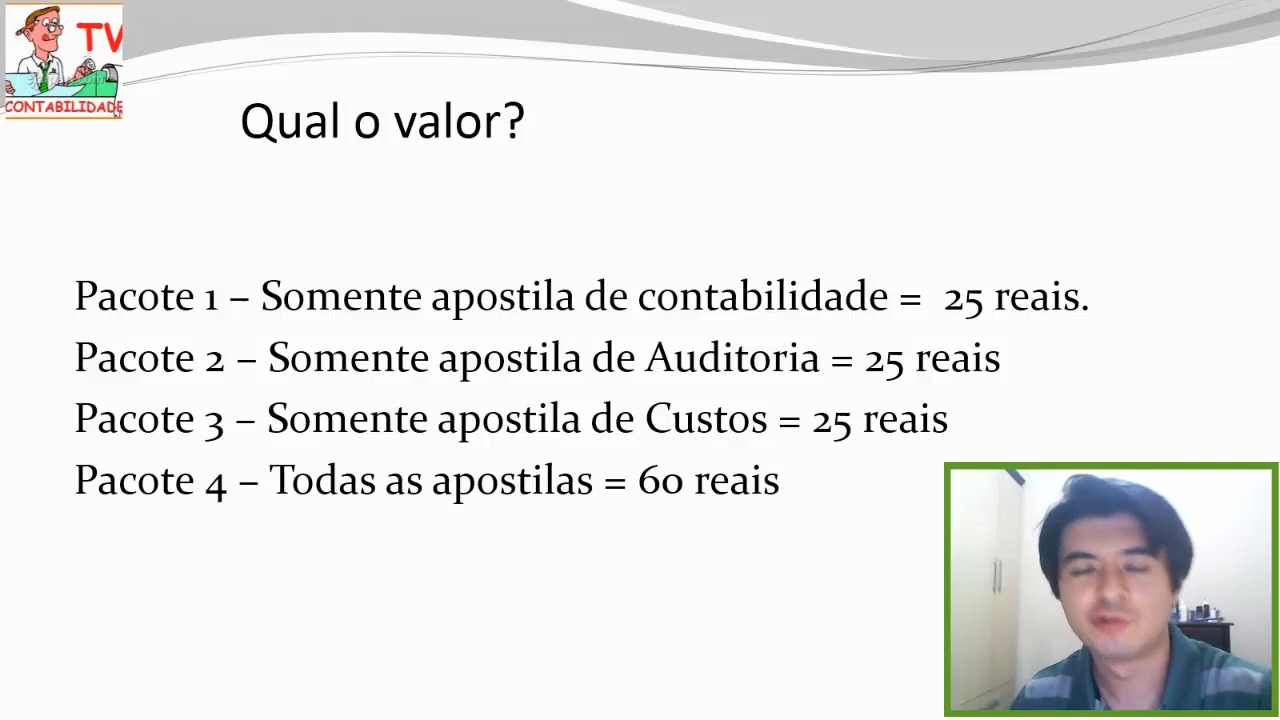 TV
CONTABILIDADE
Qual o valor?
Pacote 1 – Somente apostila de contabilidade =  25 reais.
Pacote 2 – Somente apostila de Auditoria = 25 reais
Pacote 3 – Somente apostila de Custos = 25 reais
Pacote 4 – Todas as apostilas = 60 reais